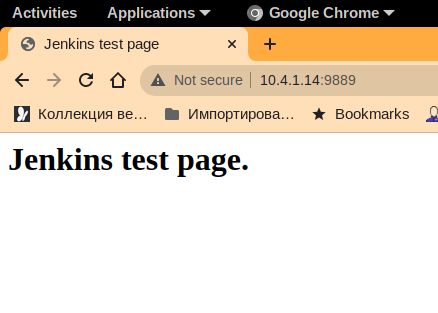 Activities Applications Google Chrome
Jenkins test page
Not secure 10.4.1.14:9889
Коллекция ве... Импортирова... Bookmarks
Jenkins test page.